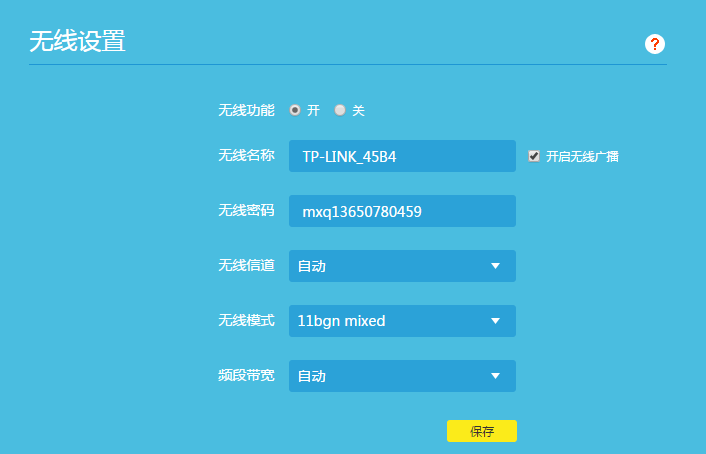 无线设置
?
无线功能 开 关
无线名称 TP-LINK_45B4 开启无线广播
无线密码 mxq13650780459
无线信道 自动
无线模式 11bgn mixed
频段带宽 自动
保存